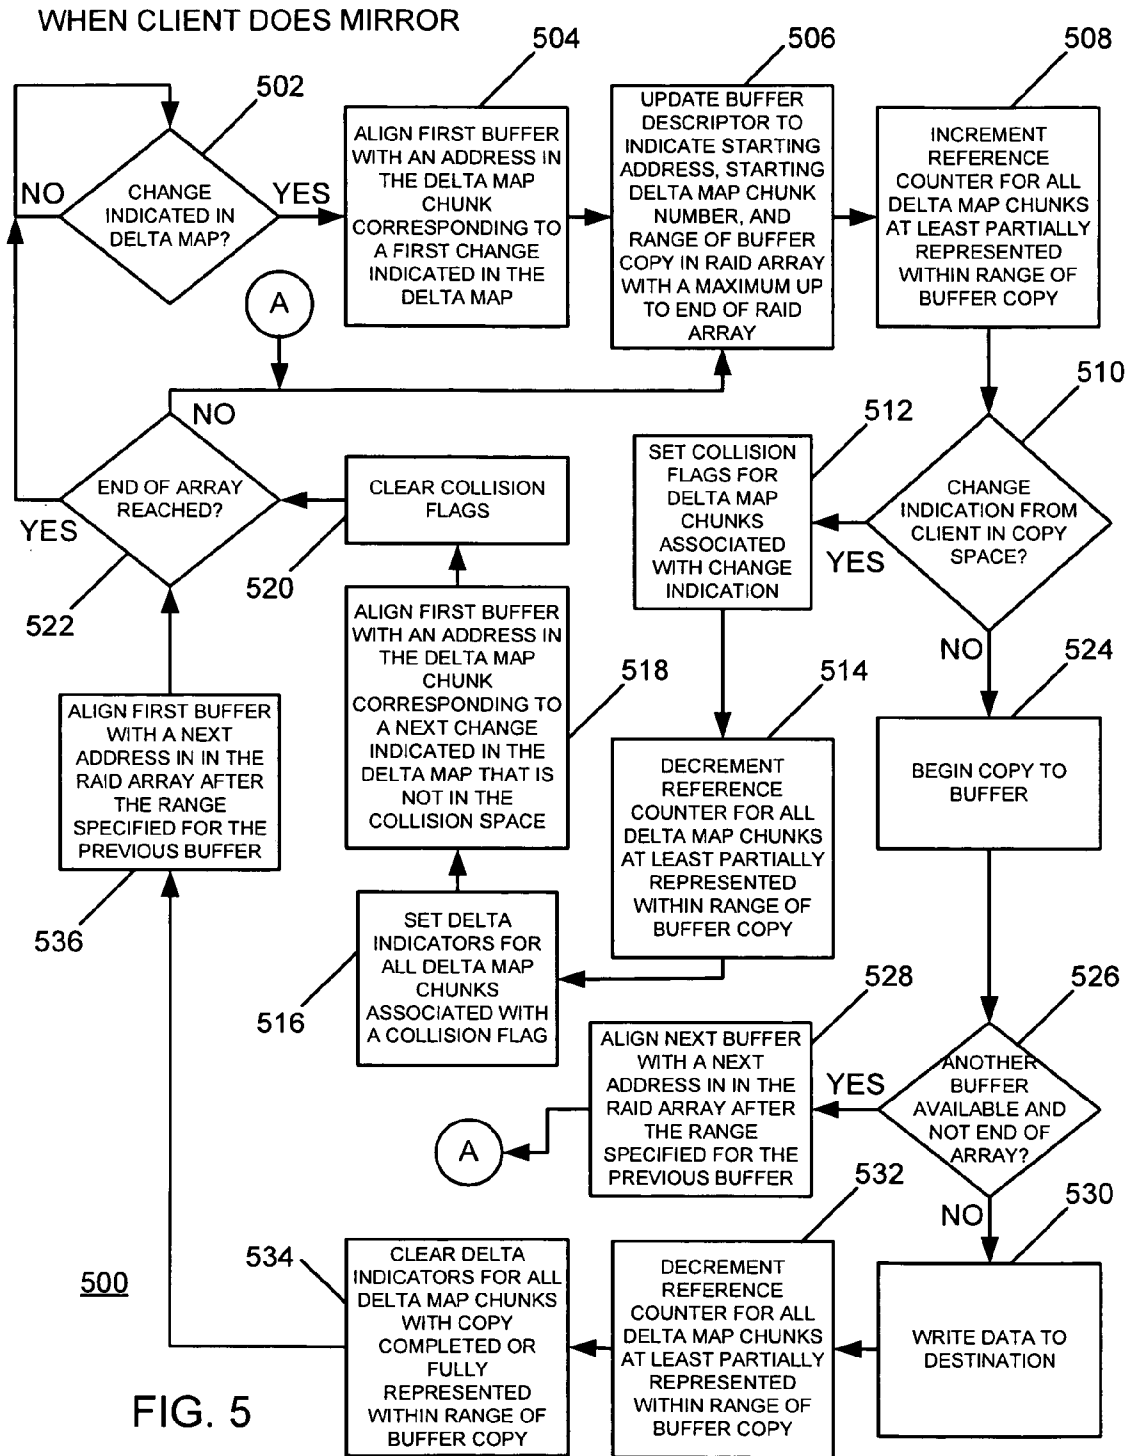 WHEN CLIENT DOES MIRROR
502
CHANGE
INDICATED IN
DELTA MAP?
NO
YES
504
ALIGN FIRST BUFFER
WITH AN ADDRESS IN
THE DELTA MAP
CHUNK
CORRESPONDING TO
A FIRST CHANGE
INDICATED IN THE
DELTA MAP
506
UPDATE BUFFER
DESCRIPTOR TO
INDICATE STARTING
ADDRESS, STARTING
DELTA MAP CHUNK
NUMBER, AND
RANGE OF BUFFER
COPY IN RAID ARRAY
WITH A MAXIMUM UP
TO END OF RAID
ARRAY
508
INCREMENT
REFERENCE
COUNTER FOR ALL
DELTA MAP CHUNKS
AT LEAST PARTIALLY
REPRESENTED
WITHIN RANGE OF
BUFFER COPY
A
510
CHANGE
INDICATION FROM
CLIENT IN COPY
SPACE?
YES
NO
512
SET COLLISION
FLAGS FOR
DELTA MAP
CHUNKS
ASSOCIATED
WITH CHANGE
INDICATION
514
DECREMENT
REFERENCE
COUNTER FOR ALL
DELTA MAP CHUNKS
AT LEAST PARTIALLY
REPRESENTED
WITHIN RANGE OF
BUFFER COPY
516
SET DELTA
INDICATORS FOR
ALL DELTA MAP
CHUNKS
ASSOCIATED WITH
A COLLISION FLAG
518
ALIGN FIRST BUFFER
WITH AN ADDRESS IN
THE DELTA MAP
CHUNK
CORRESPONDING TO
A NEXT CHANGE
INDICATED IN THE
DELTA MAP THAT IS
NOT IN THE
COLLISION SPACE
520
CLEAR COLLISION
FLAGS
522
END OF ARRAY
REACHED?
NO
YES
524
BEGIN COPY TO
BUFFER
526
ANOTHER
BUFFER
AVAILABLE AND
NOT END OF
ARRAY?
YES
NO
528
ALIGN NEXT BUFFER
WITH A NEXT
ADDRESS IN IN THE
RAID ARRAY AFTER
THE RANGE
SPECIFIED FOR THE
PREVIOUS BUFFER
A
530
WRITE DATA TO
DESTINATION
532
DECREMENT
REFERENCE
COUNTER FOR ALL
DELTA MAP CHUNKS
AT LEAST PARTIALLY
REPRESENTED
WITHIN RANGE OF
BUFFER COPY
534
CLEAR DELTA
INDICATORS FOR ALL
DELTA MAP CHUNKS
WITH COPY
COMPLETED OR
FULLY
REPRESENTED
WITHIN RANGE OF
BUFFER COPY
536
ALIGN FIRST BUFFER
WITH A NEXT
ADDRESS IN IN THE
RAID ARRAY AFTER
THE RANGE
SPECIFIED FOR THE
PREVIOUS BUFFER
500
FIG. 5